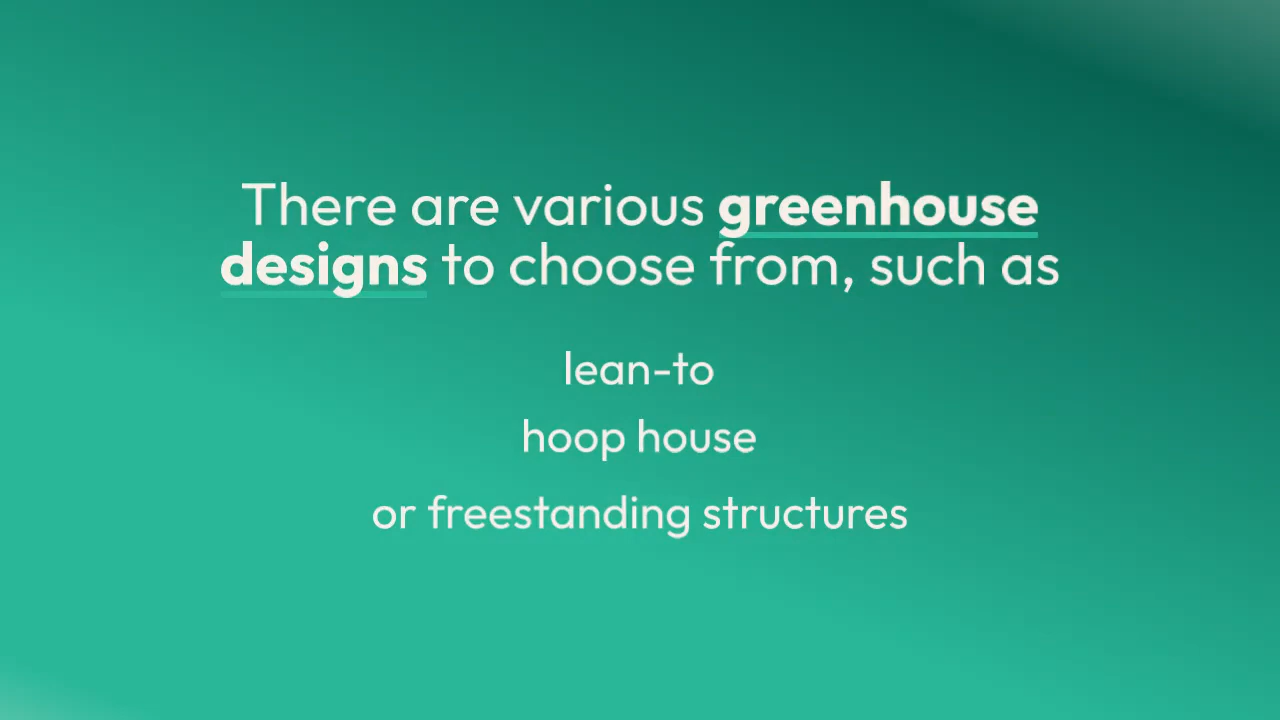 There are various greenhouse
designs to choose from, such as
lean-to
hoop house
or freestanding structures